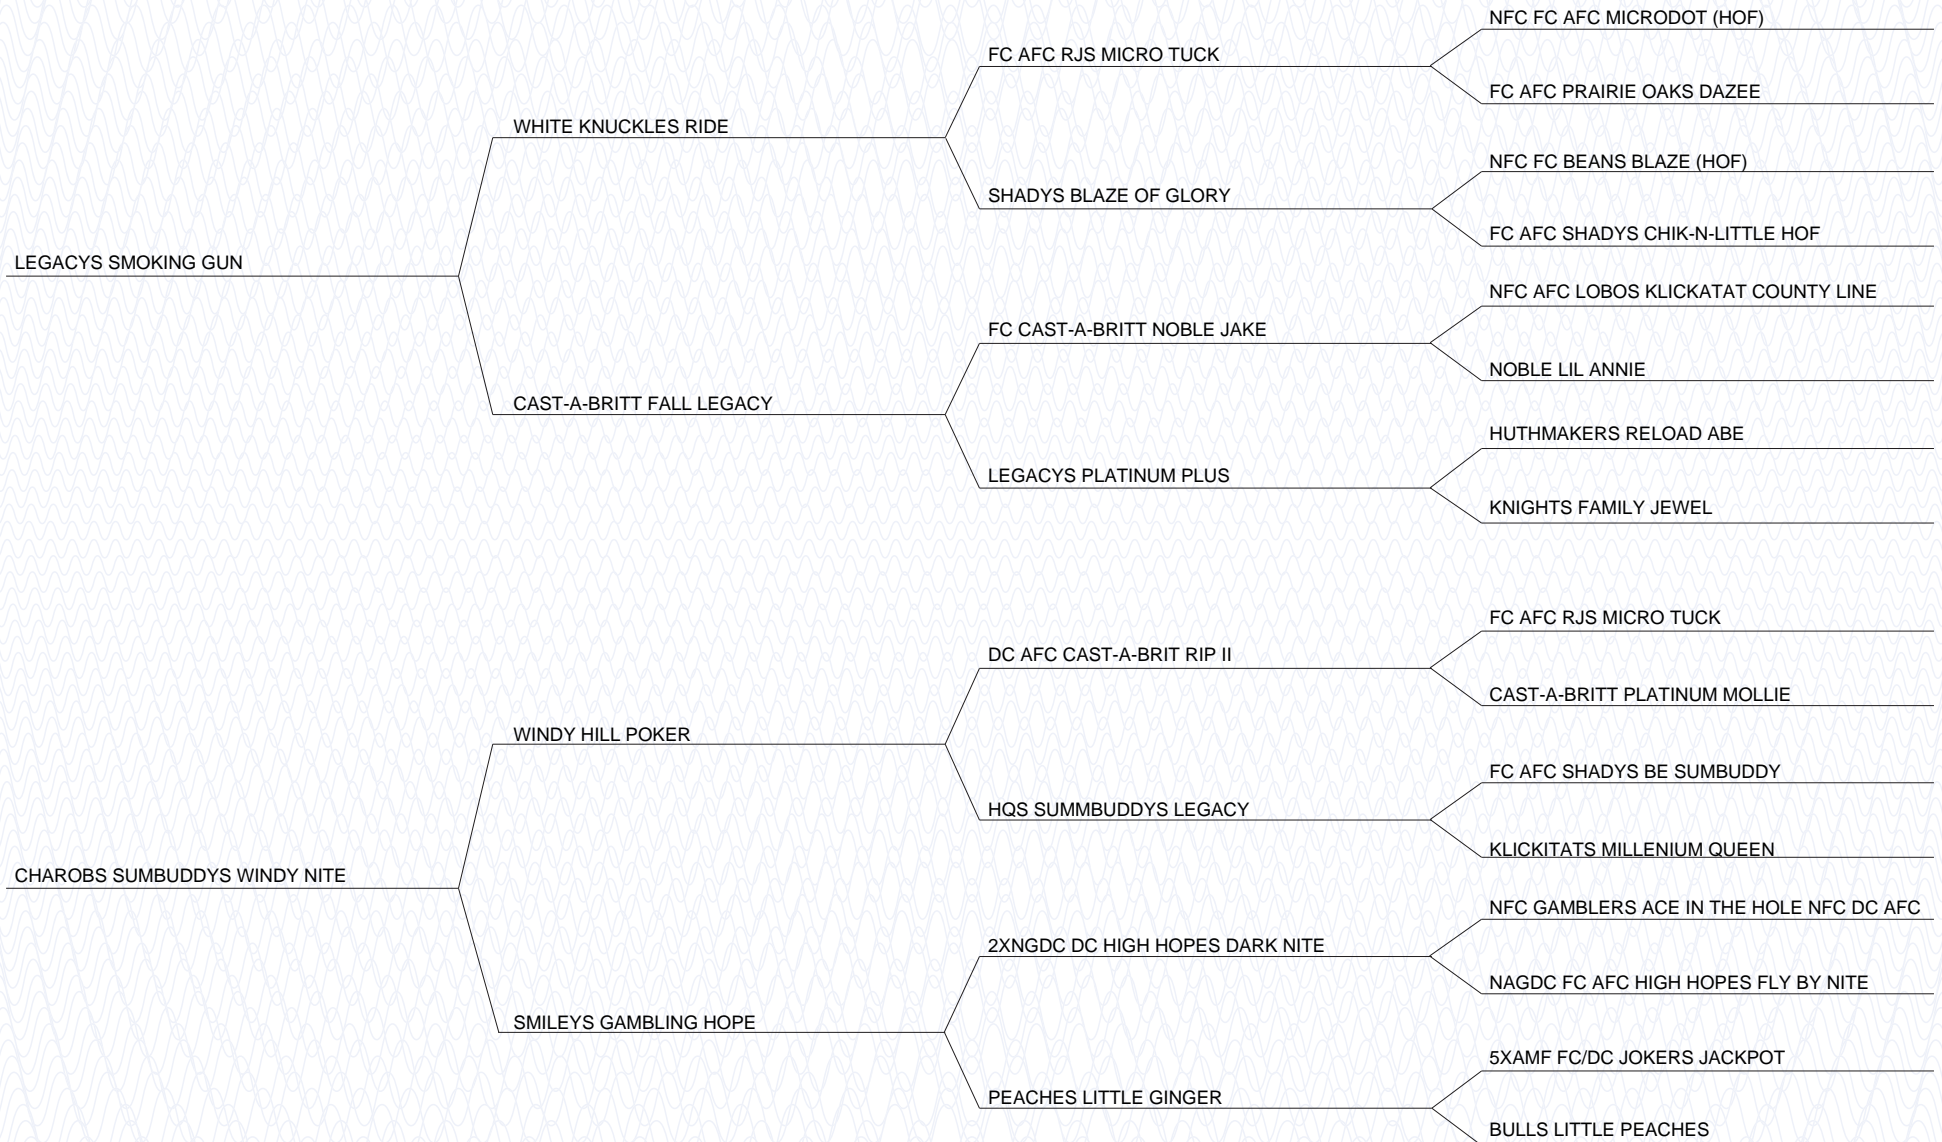 NFC FC AFC MICRODOT (HOF)
FC AFC RJS MICRO TUCK
FC AFC PRAIRIE OAKS DAZEE
WHITE KNUCKLES RIDE
NFC FC BEANS BLAZE (HOF)
SHADYS BLAZE OF GLORY
FC AFC SHADYS CHIK-N-LITTLE HOF
LEGACYS SMOKING GUN
NFC AFC LOBOS KLICKATAT COUNTY LINE
FC CAST-A-BRITT NOBLE JAKE
NOBLE LIL ANNIE
CAST-A-BRITT FALL LEGACY
HUTHMAKERS RELOAD ABE
LEGACYS PLATINUM PLUS
KNIGHTS FAMILY JEWEL
FC AFC RJS MICRO TUCK
DC AFC CAST-A-BRIT RIP II
CAST-A-BRITT PLATINUM MOLLIE
WINDY HILL POKER
FC AFC SHADYS BE SUMBUDDY
HQS SUMMBUDDYS LEGACY
KLICKITATS MILLENIUM QUEEN
CHAROBS SUMBUDDYS WINDY NITE
NFC GAMBLERS ACE IN THE HOLE NFC DC AFC
2XNGDC DC HIGH HOPES DARK NITE
NAGDC FC AFC HIGH HOPES FLY BY NITE
SMILEYS GAMBLING HOPE
5XAMF FC/DC JOKERS JACKPOT
PEACHES LITTLE GINGER
BULLS LITTLE PEACHES